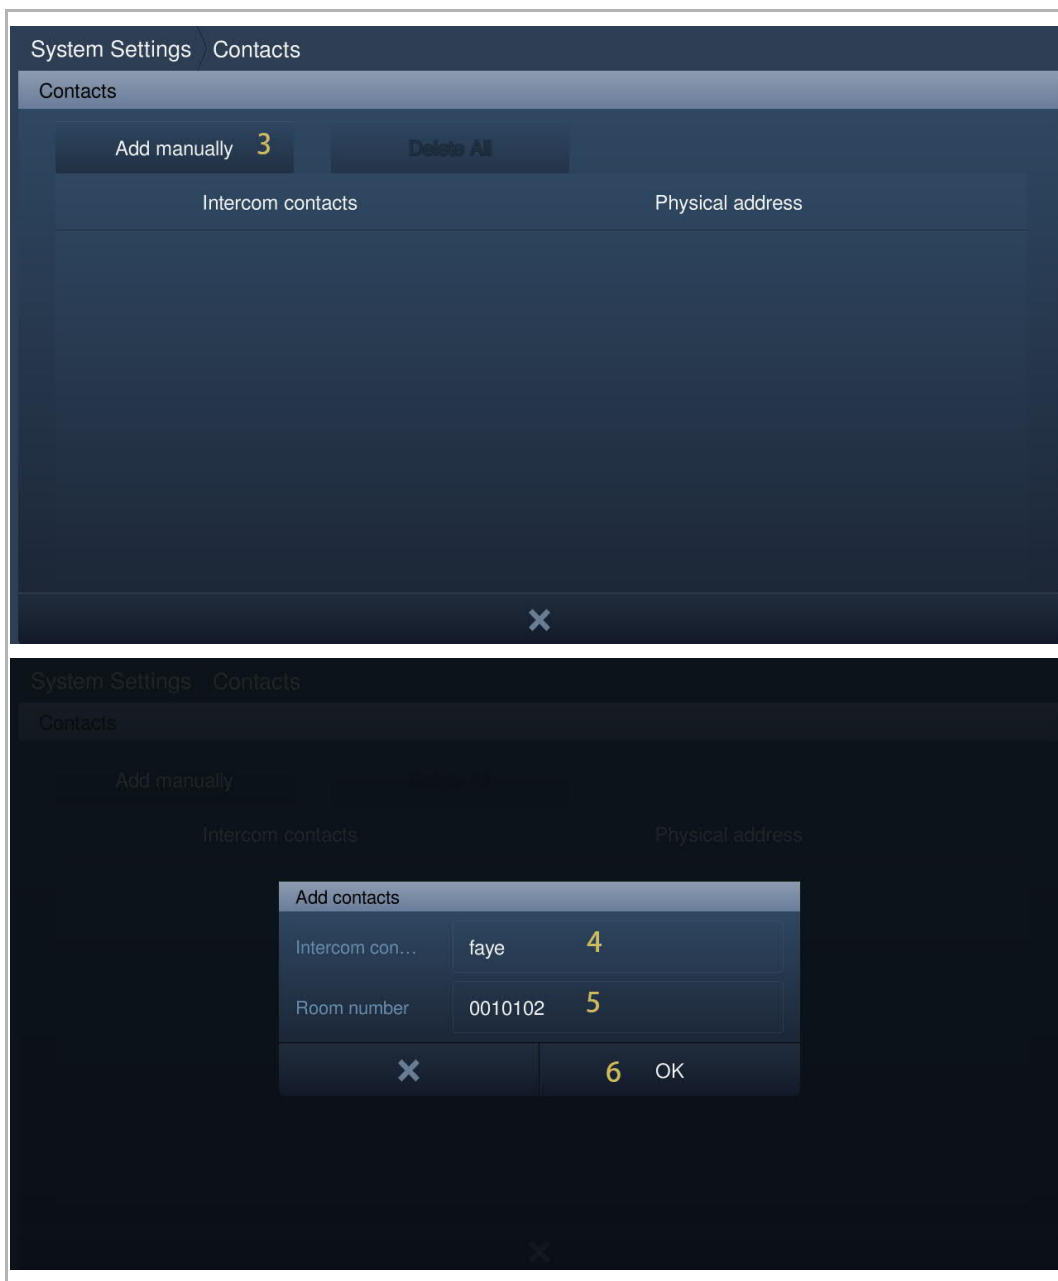 System Settings Contacts
Contacts
Add manually 3 Delete All
Intercom contacts Physical address
System Settings Contacts
Contacts
Add manually
Intercom contacts Physical address
Add contacts
Intercom con... faye 4
Room number 0010102 5
6 OK